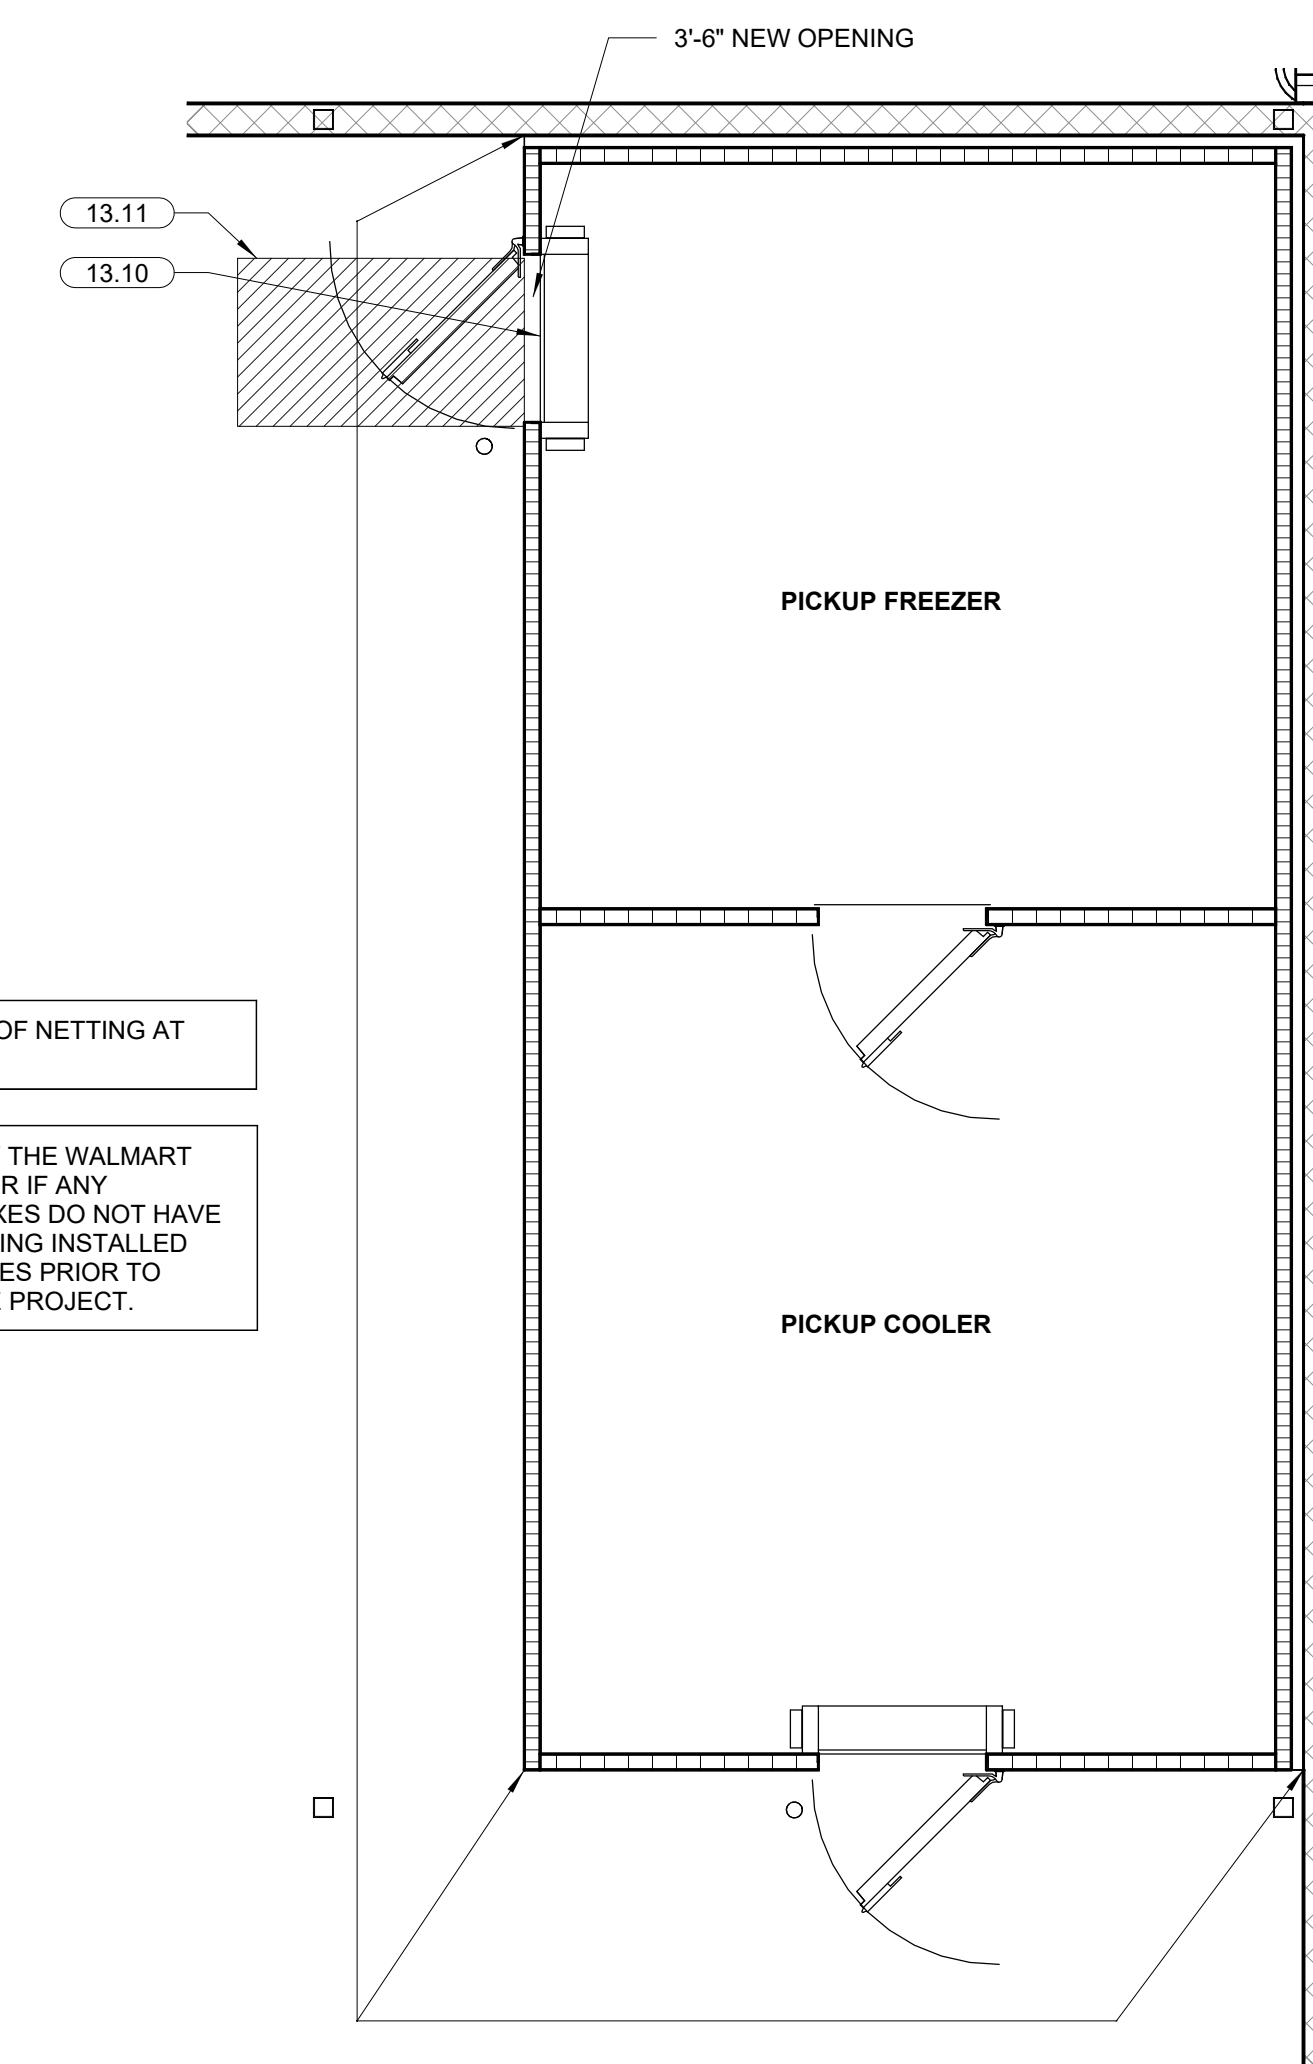 3'-6" NEW OPENING
13.11
13.10
PICKUP FREEZER
OF NETTING AT
THE WALMART
R IF ANY
XES DO NOT HAVE
ING INSTALLED
ES PRIOR TO
PROJECT.
PICKUP COOLER